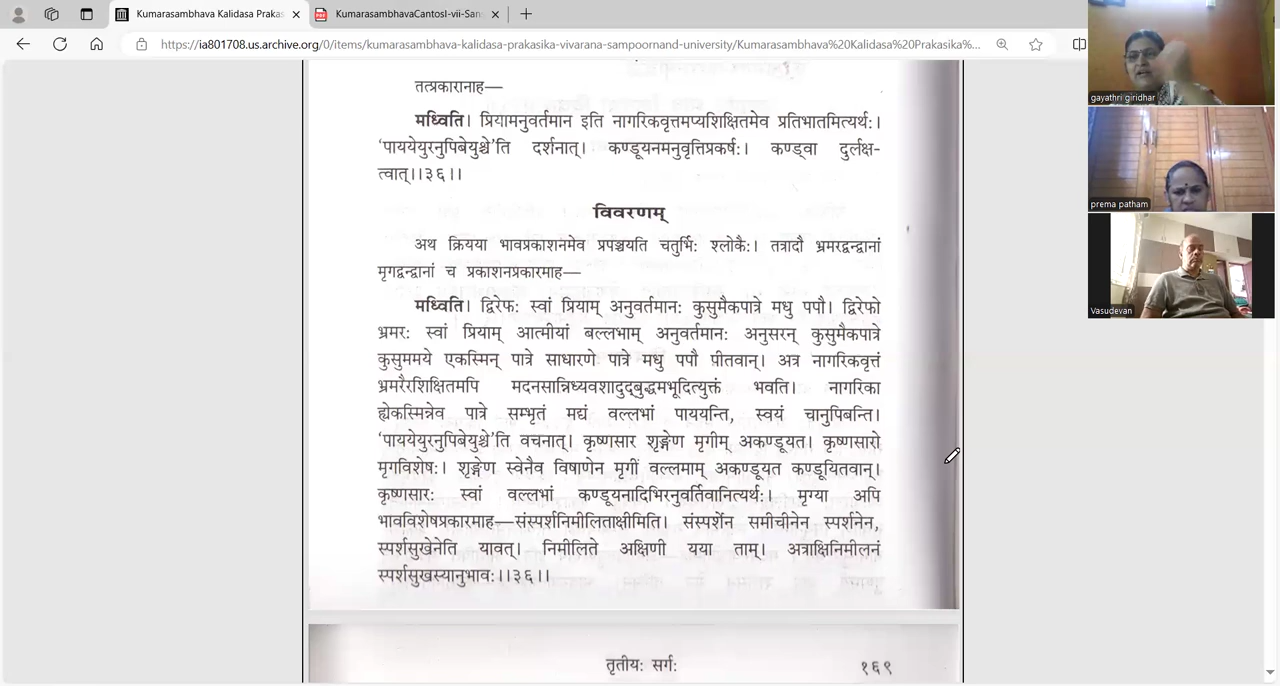 Kumarasambhava Kalidasa Prakas
KumarasambhavaCantosI-vii-San
https://ia801708.us.archive.org/0/items/kumarasambhava-kalidasa-prakasika-vivarana-sampoornand-university/Kumarasambhava%20Kalidasa%20Prakasika%...
तत्प्रकारानाह—
मध्विति। प्रियामनुवर्तमान इति नागरिकवृत्तमप्यशिक्षितमेव प्रतिभातमित्यर्थः।
'पाययेयुरनुपिबेयुश्चे'ति दर्शनात्। कण्डूयनमनुवृत्तिप्रकर्षः। कण्ड्वा दुर्लक्ष-
त्वात्।।३६।।
विवरणम्
अथ क्रियया भावप्रकाशनमेव प्रपञ्चयति चतुर्भिः श्लोकैः। तत्रादौ भ्रमरद्वन्द्वानां
मृगद्वन्द्वानां च प्रकाशनप्रकारमाह—
मध्विति। द्विरेफः स्वां प्रियाम् अनुवर्तमानः कुसुमैकपात्रे मधु पपौ। द्विरेफो
भ्रमरः स्वां प्रियाम् आत्मीयां बल्लभाम् अनुवर्तमानः अनुसरन् कुसुमैकपात्रे
कुसुममये एकस्मिन् पात्रे साधारणे पात्रे मधु पपौ पीतवान्। अत्र नागरिकवृत्तं
भ्रमरैरशिक्षितमपि मदनसान्निध्यवशादुद्बुद्धमभूदित्युक्तं भवति। नागरिका
ह्येकस्मिन्नेव पात्रे सम्भृतं मद्यं वल्लभां पाययन्ति, स्वयं चानुपिबन्ति।
'पाययेयुरनुपिबेयुश्चे'ति वचनात्। कृष्णसार शृङ्गेण मृगीम् अकण्डूयत। कृष्णसारो
मृगविशेषः। शृङ्गेण स्वेनैव विषाणेन मृगीं वल्लमाम् अकण्डूयत कण्डूयितवान्।
कृष्णसारः स्वां वल्लभां कण्डूयनादिभिरनुवर्तिवानित्यर्थः। मृग्या अपि
भावविशेषप्रकारमाह—संस्पर्शनिमीलिताक्षीमिति। संस्पर्शेन समीचीनेन स्पर्शनेन,
स्पर्शसुखेनेति यावत्। निमीलिते अक्षिणी यया ताम्। अत्राक्षिनिमीलनं
स्पर्शसुखस्यानुभावः।।३६।।
तृतीयः सर्गः १६९
gayathri giridhar
prema patham
Vasudevan